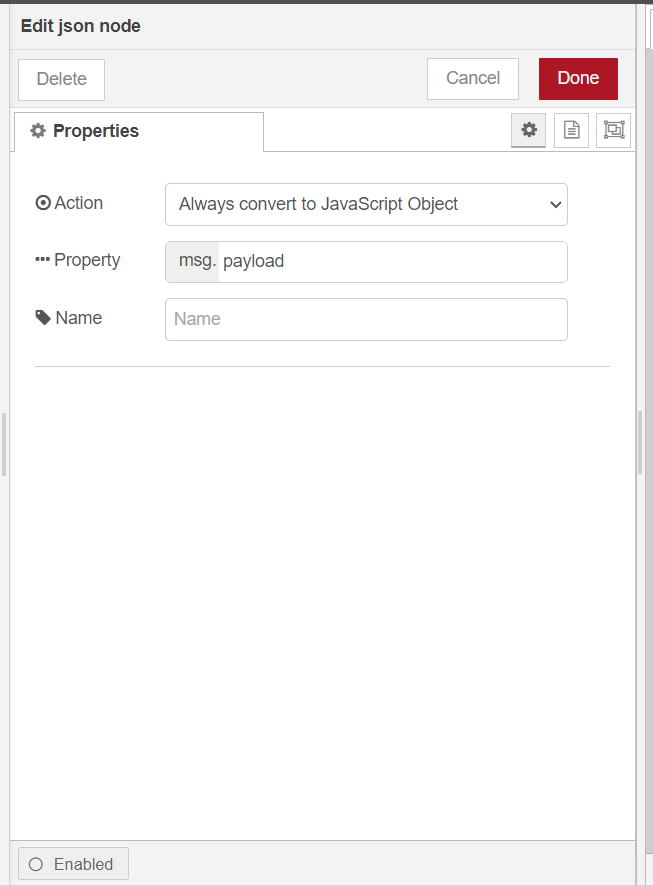 Edit json node
Delete
Cancel
Done
Properties
Action
Always convert to JavaScript Object
Property
msg. payload
Name
Name
Enabled